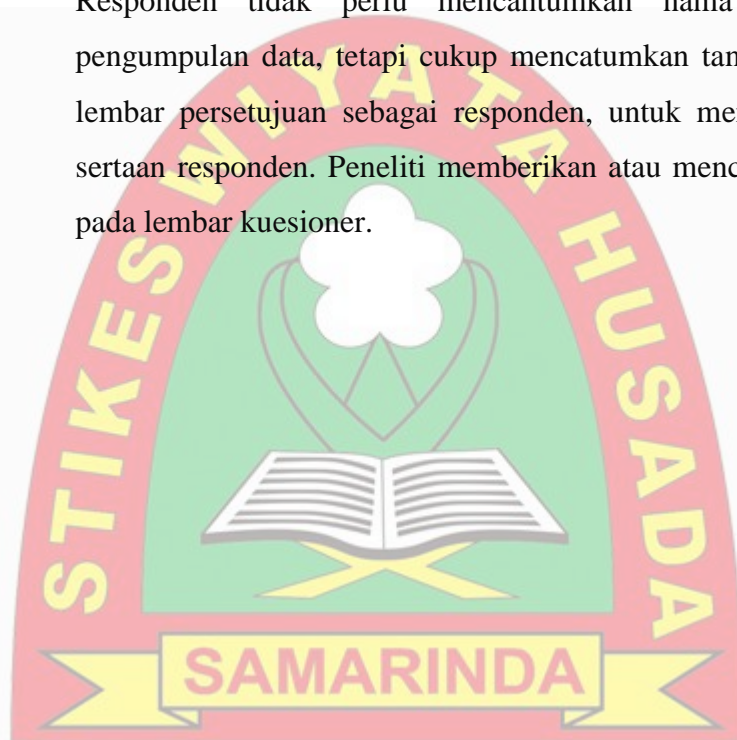 Responden tidak perlu mencantumkan nama
pengumpulan data, tetapi cukup mencatumkan tan
lembar persetujuan sebagai responden, untuk me
sertaan responden. Peneliti memberikan atau menc
pada lembar kuesioner.
STIKES WIYATA HUSADA
SAMARINDA